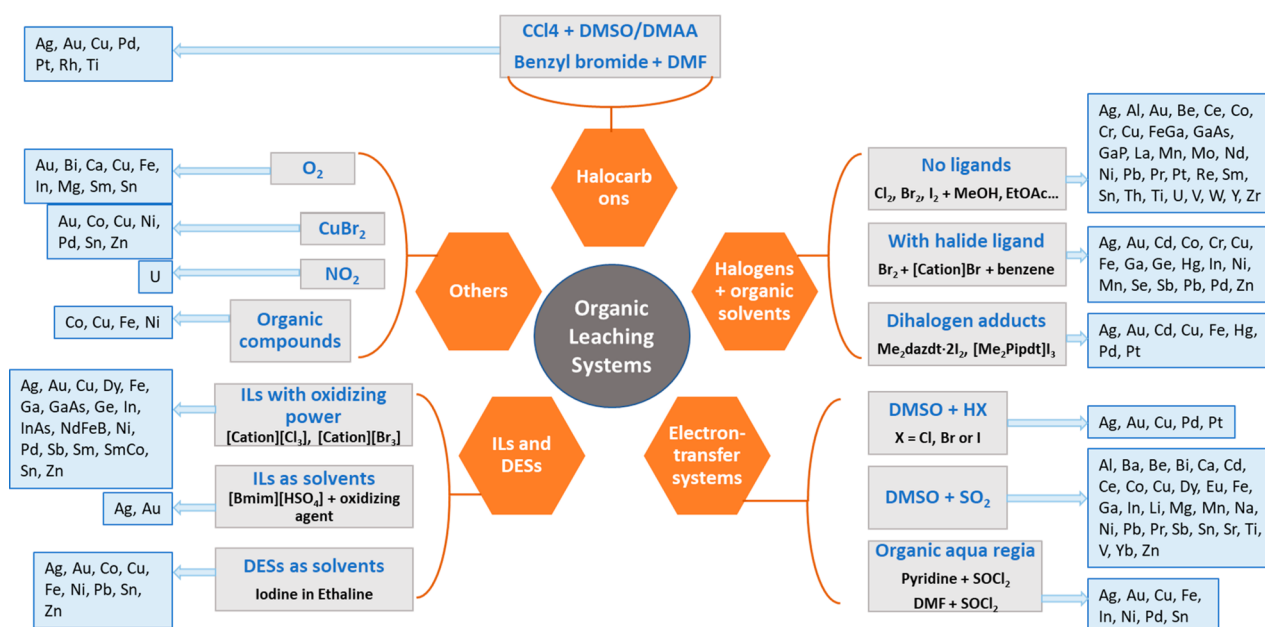 CCl4 + DMSO/DMAA
Benzyl bromide + DMF
Ag, Au, Cu, Pd,
Pt, Rh, Ti
Halocarb
ons
O₂
Au, Bi, Ca, Cu, Fe,
In, Mg, Sm, Sn
CuBr₂
Au, Co, Cu, Ni,
Pd, Sn, Zn
NO₂
U
Organic
compounds
Co, Cu, Fe, Ni
Others
Organic
Leaching
Systems
Halogens
+ organic
solvents
No ligands
Cl₂, Br₂, I₂ + MeOH, EtOAc...
Ag, Al, Au, Be, Ce, Co,
Cr, Cu, FeGa, GaAs,
GaP, La, Mn, Mo, Nd,
Ni, Pb, Pr, Pt, Re, Sm,
Sn, Th, Ti, U, V, W, Y, Zr
With halide ligand
Br₂ + [Cation]Br + benzene
Ag, Au, Cd, Co, Cr, Cu,
Fe, Ga, Ge, Hg, In, Ni,
Mn, Se, Sb, Pb, Pd, Zn
Dihalogen adducts
Me₂dazdt·2I₂, [Me₂Pipdt]I₃
Ag, Au, Cd, Cu, Fe, Hg,
Pd, Pt
ILs with oxidizing
power
[Cation][Cl₃], [Cation][Br₃]
Ag, Au, Cu, Dy, Fe,
Ga, GaAs, Ge, In,
InAs, NdFeB, Ni,
Pd, Sb, Sm, SmCo,
Sn, Zn
ILs as solvents
[Bmim][HSO₄] + oxidizing
agent
Ag, Au
DESs as solvents
Iodine in Ethaline
Ag, Au, Co, Cu,
Fe, Ni, Pb, Sn,
Zn
ILs and
DESs
Electron-
transfer
systems
DMSO + HX
X = Cl, Br or I
Ag, Au, Cu, Pd, Pt
DMSO + SO₂
Al, Ba, Be, Bi, Ca, Cd,
Ce, Co, Cu, Dy, Eu, Fe,
Ga, In, Li, Mg, Mn, Na,
Ni, Pb, Pr, Sb, Sn, Sr, Ti,
V, Yb, Zn
Organic aqua regia
Pyridine + SOCl₂
DMF + SOCl₂
Ag, Au, Cu, Fe,
In, Ni, Pd, Sn